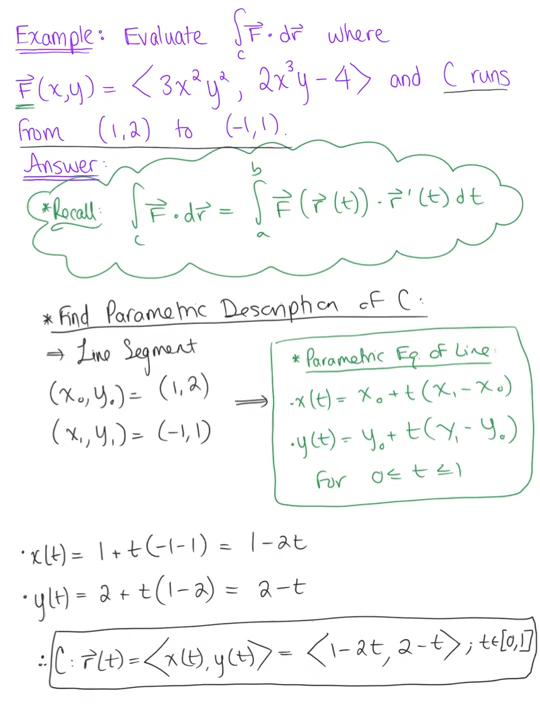 Example: Evaluate ∫_C F⃗ · dr⃗ where
F⃗(x,y) = ⟨3x²y², 2x³y − 4⟩ and C runs
from (1,2) to (-1,1).
Answer:
*Recall: ∫_C F⃗ · dr⃗ = ∫_a^b F⃗(r⃗(t)) · r⃗'(t) dt
*Find Parametric Description of C:
⇒ Line Segment
(x₀,y₀) = (1,2) ⟹
(x₁,y₁) = (-1,1)
*Parametric Eq. of Line:
·x(t) = x₀ + t(x₁ − x₀)
·y(t) = y₀ + t(y₁ − y₀)
For 0 ≤ t ≤ 1
·x(t) = 1 + t(-1-1) = 1-2t
·y(t) = 2 + t(1-2) = 2-t
∴ C: r⃗(t) = ⟨x(t), y(t)⟩ = ⟨1-2t, 2-t⟩; t∈[0,1]